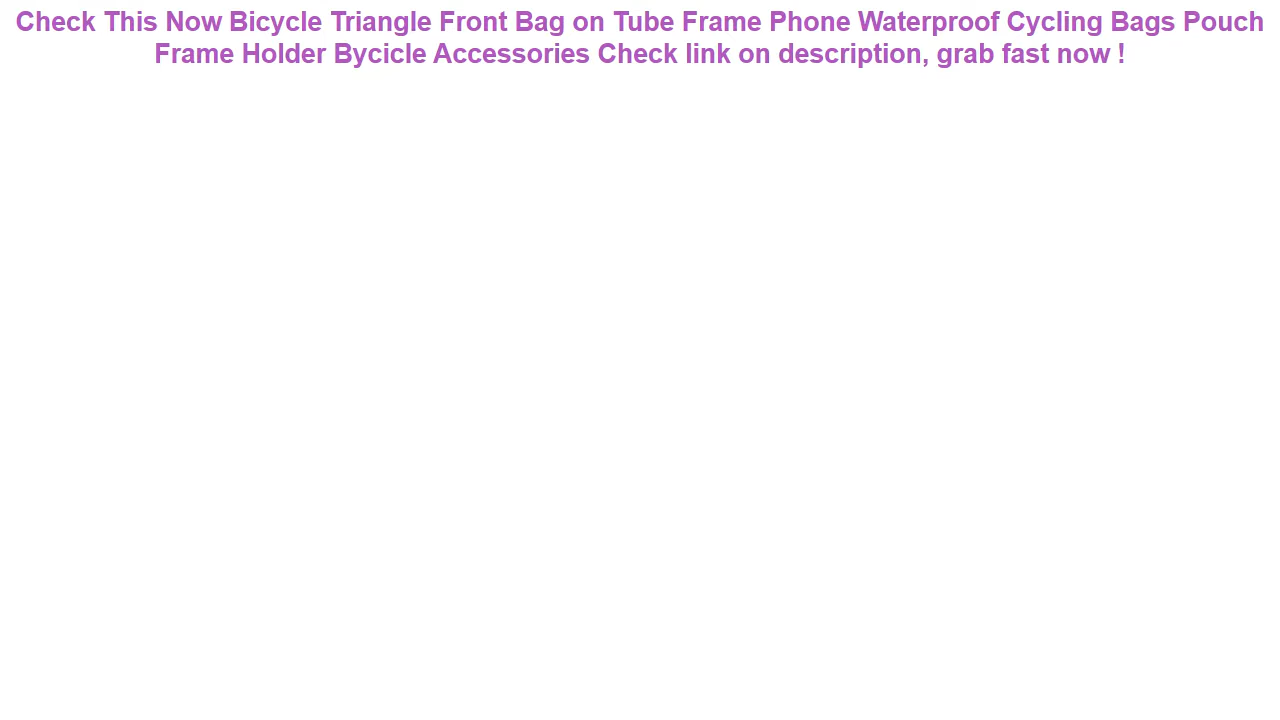 Check This Now Bicycle Triangle Front Bag on Tube Frame Phone Waterproof Cycling Bags Pouch
Frame Holder Bycicle Accessories Check link on description, grab fast now !